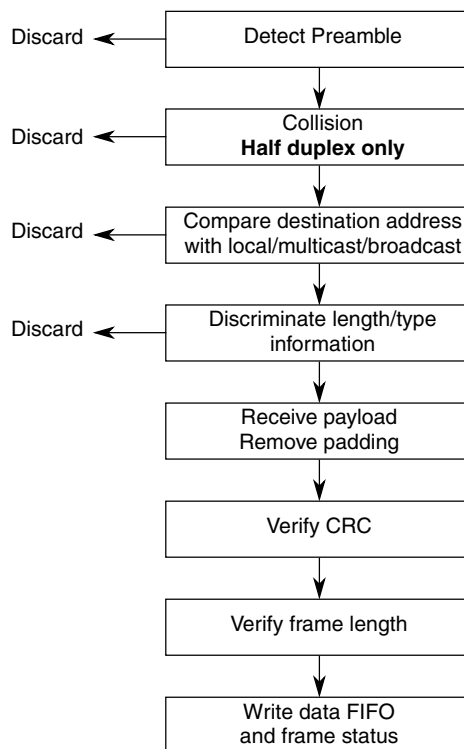 Discard
Detect Preamble
Discard
Collision
Half duplex only
Discard
Compare destination address
with local/multicast/broadcast
Discard
Discriminate length/type
information
Receive payload
Remove padding
Verify CRC
Verify frame length
Write data FIFO
and frame status